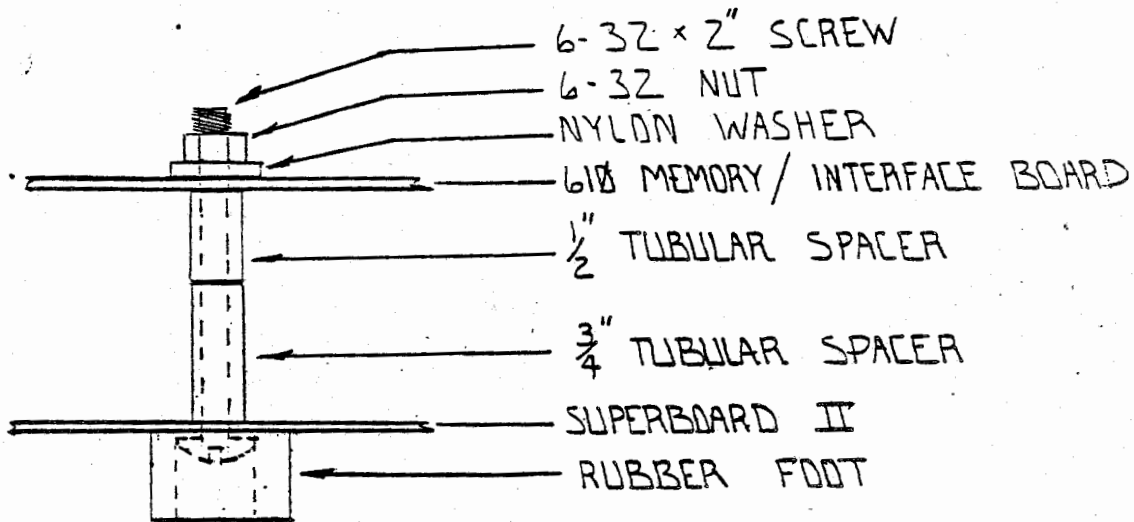 6-32 × 2" SCREW
6-32 NUT
NYLON WASHER
610 MEMORY / INTERFACE BOARD
1/2" TUBULAR SPACER
3/4" TUBULAR SPACER
SUPERBOARD II
RUBBER FOOT